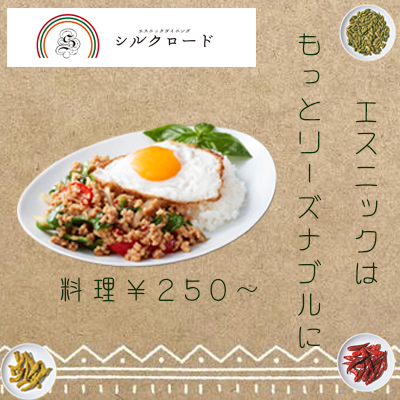 エスニックダイニング
シルクロード
エスニックは
もっとリーズナブルに
料理￥250～